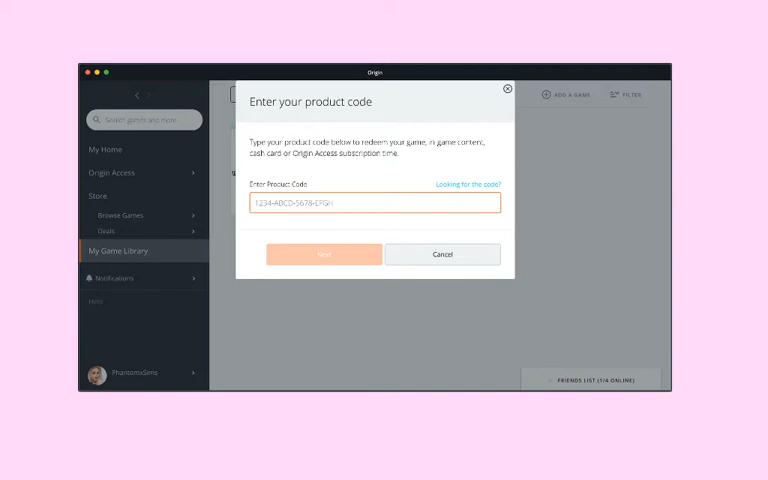 Origin
Search games and more...
My Home
Origin Access
Store
Browse Games
Deals
My Game Library
Notifications
Help
PhantomxSims
Enter your product code
Type your product code below to redeem your game, in game content,
cash card or Origin Access subscription time.
Enter Product Code
Looking for the code?
1234-ABCD-5678-EFGH
Next
Cancel
ADD A GAME
FILTER
FRIENDS LIST (1/4 ONLINE)